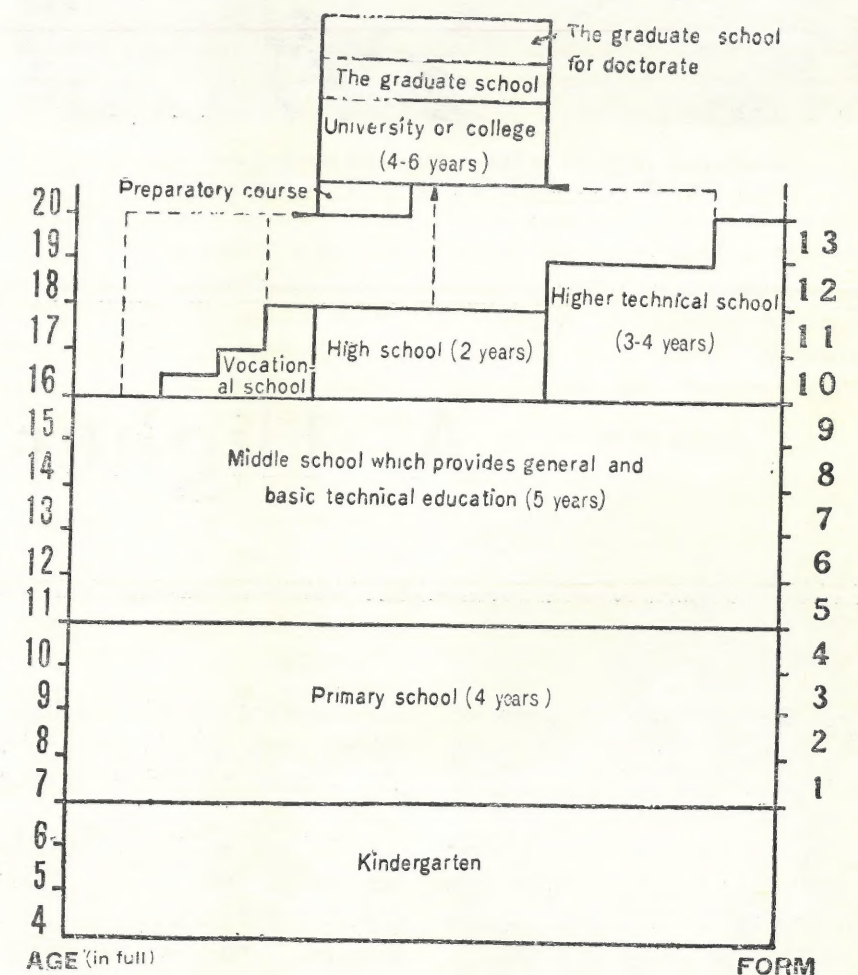 The graduate school
for doctorate
The graduate school
University or college
(4-6 years)
Preparatory course
20
19
18
17
16
15
14
13
12
11
10
9
8
7
6
5
4
13
12
11
10
9
8
7
6
5
4
3
2
1
Higher technical school
(3-4 years)
High school (2 years)
Vocation-
al school
Middle school which provides general and
basic technical education (5 years)
Primary school (4 years)
Kindergarten
AGE (in full)
FORM